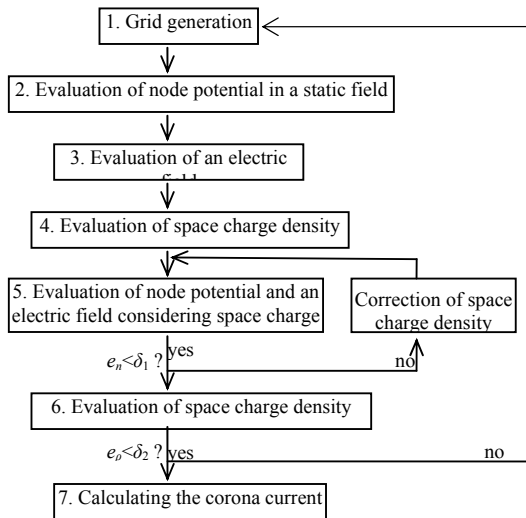 1. Grid generation
2. Evaluation of node potential in a static field
3. Evaluation of an electric
4. Evaluation of space charge density
5. Evaluation of node potential and an
electric field considering space charge
Correction of space
charge density
eₙ<δ₁ ? yes
no
6. Evaluation of space charge density
eᵨ<δ₂ ? yes
no
7. Calculating the corona current